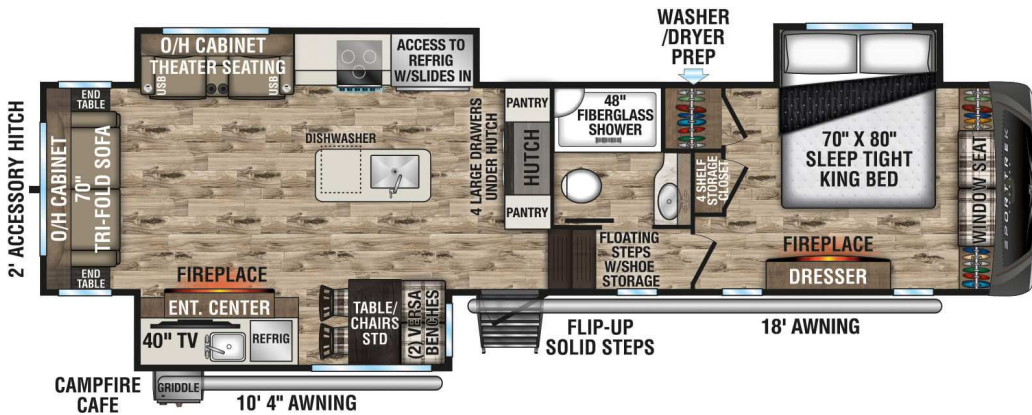 WASHER
/DRYER
PREP
O/H CABINET
THEATER SEATING
USB
USB
ACCESS TO
REFRIG
W/SLIDES IN
END
TABLE
2' ACCESSORY HITCH
O/H CABINET
70"
TRI-FOLD SOFA
END
TABLE
DISHWASHER
4 LARGE DRAWERS
UNDER HUTCH
PANTRY
HUTCH
PANTRY
48"
FIBERGLASS
SHOWER
4 SHELF
STORAGE
CLOSET
70" X 80"
SLEEP TIGHT
KING BED
WINDOW SEAT
SPORTTREK
FLOATING
STEPS
W/SHOE
STORAGE
FIREPLACE
DRESSER
FIREPLACE
ENT. CENTER
40" TV
REFRIG
TABLE/
CHAIRS
STD
(2) VERSA
BENCHES
FLIP-UP
SOLID STEPS
18' AWNING
CAMPFIRE
CAFE
GRIDDLE
10' 4" AWNING